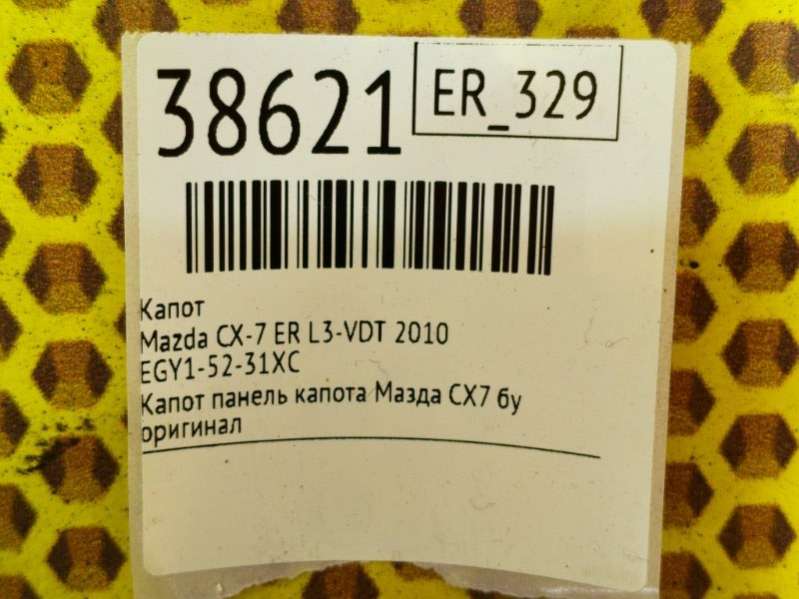 38621
ER_329
Капот
Mazda CX-7 ER L3-VDT 2010
EGY1-52-31XC
Капот панель капота Мазда СХ7 бу
оригинал